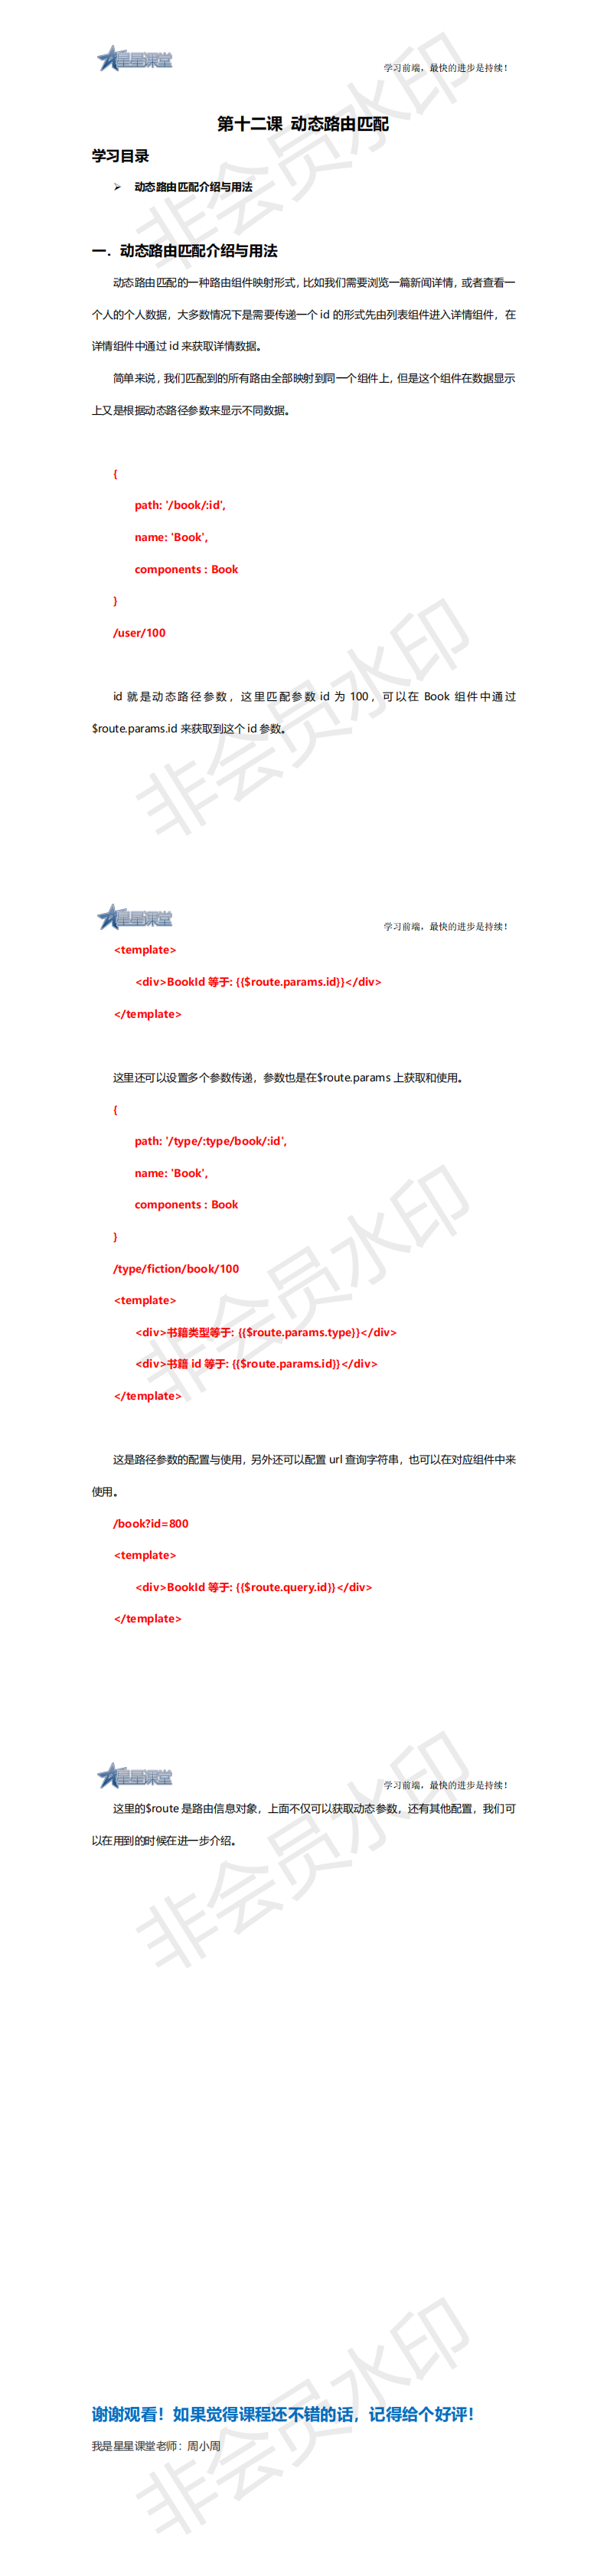 星星课堂
学习前端，最快的进步是持续！
第十二课 动态路由匹配
学习目录
➢ 动态路由匹配介绍与用法
一．动态路由匹配介绍与用法
动态路由匹配的一种路由组件映射形式，比如我们需要浏览一篇新闻详情，或者查看一
个人的个人数据，大多数情况下是需要传递一个 id 的形式先由列表组件进入详情组件，在
详情组件中通过 id 来获取详情数据。
简单来说，我们匹配到的所有路由全部映射到同一个组件上，但是这个组件在数据显示
上又是根据动态路径参数来显示不同数据。
{
path: '/book/:id',
name: 'Book',
components : Book
}
/user/100
id 就是动态路径参数，这里匹配参数 id 为 100，可以在 Book 组件中通过
$route.params.id 来获取到这个 id 参数。
非会员水印
非会员水印
星星课堂
学习前端，最快的进步是持续！
<template>
<div>BookId 等于: {{$route.params.id}}</div>
</template>
这里还可以设置多个参数传递，参数也是在$route.params 上获取和使用。
{
path: '/type/:type/book/:id',
name: 'Book',
components : Book
}
/type/fiction/book/100
<template>
<div>书籍类型等于: {{$route.params.type}}</div>
<div>书籍 id 等于: {{$route.params.id}}</div>
</template>
这是路径参数的配置与使用，另外还可以配置 url 查询字符串，也可以在对应组件中来
使用。
/book?id=800
<template>
<div>BookId 等于: {{$route.query.id}}</div>
</template>
非会员水印
星星课堂
学习前端，最快的进步是持续！
这里的$route 是路由信息对象，上面不仅可以获取动态参数，还有其他配置，我们可
以在用到的时候在进一步介绍。
非会员水印
谢谢观看！如果觉得课程还不错的话，记得给个好评！
我是星星课堂老师：周小周
非会员水印